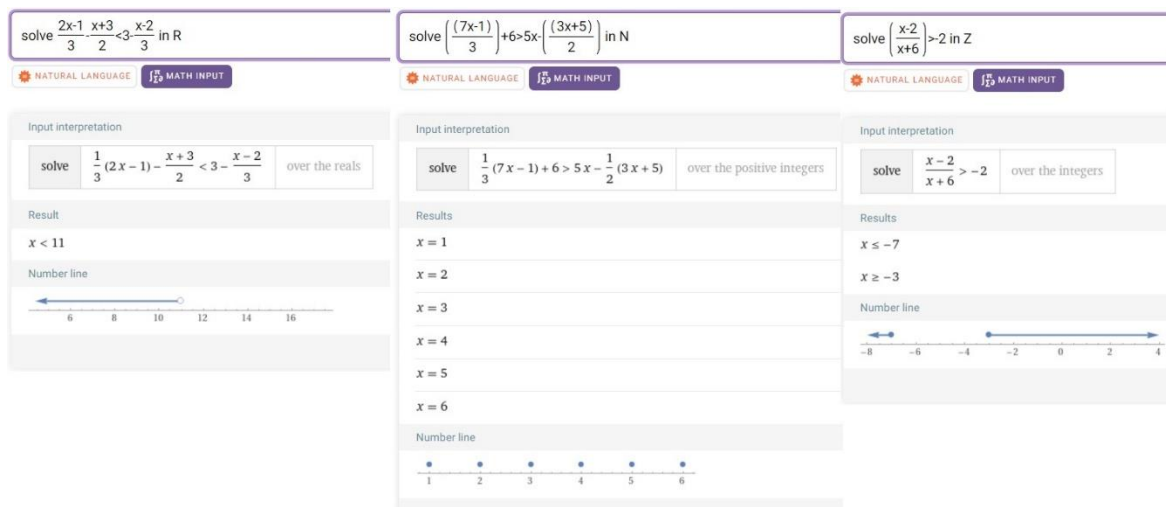 solve (2x-1)/3-(x+3)/2<3-(x-2)/3 in R
NATURAL LANGUAGE
∫Σ∂ π MATH INPUT
Input interpretation
solve 1/3 (2 x − 1) − (x + 3)/2 < 3 − (x − 2)/3 over the reals
Result
x < 11
Number line
6 8 10 12 14 16
solve (((7x-1)/3))+6>5x-(((3x+5)/2)) in N
NATURAL LANGUAGE
∫Σ∂ π MATH INPUT
Input interpretation
solve 1/3 (7 x − 1) + 6 > 5 x − 1/2 (3 x + 5) over the positive integers
Results
x = 1
x = 2
x = 3
x = 4
x = 5
x = 6
Number line
1 2 3 4 5 6
solve ((x-2)/(x+6))>-2 in Z
NATURAL LANGUAGE
∫Σ∂ π MATH INPUT
Input interpretation
solve (x − 2)/(x + 6) > −2 over the integers
Results
x ≤ −7
x ≥ −3
Number line
−8 −6 −4 −2 0 2 4